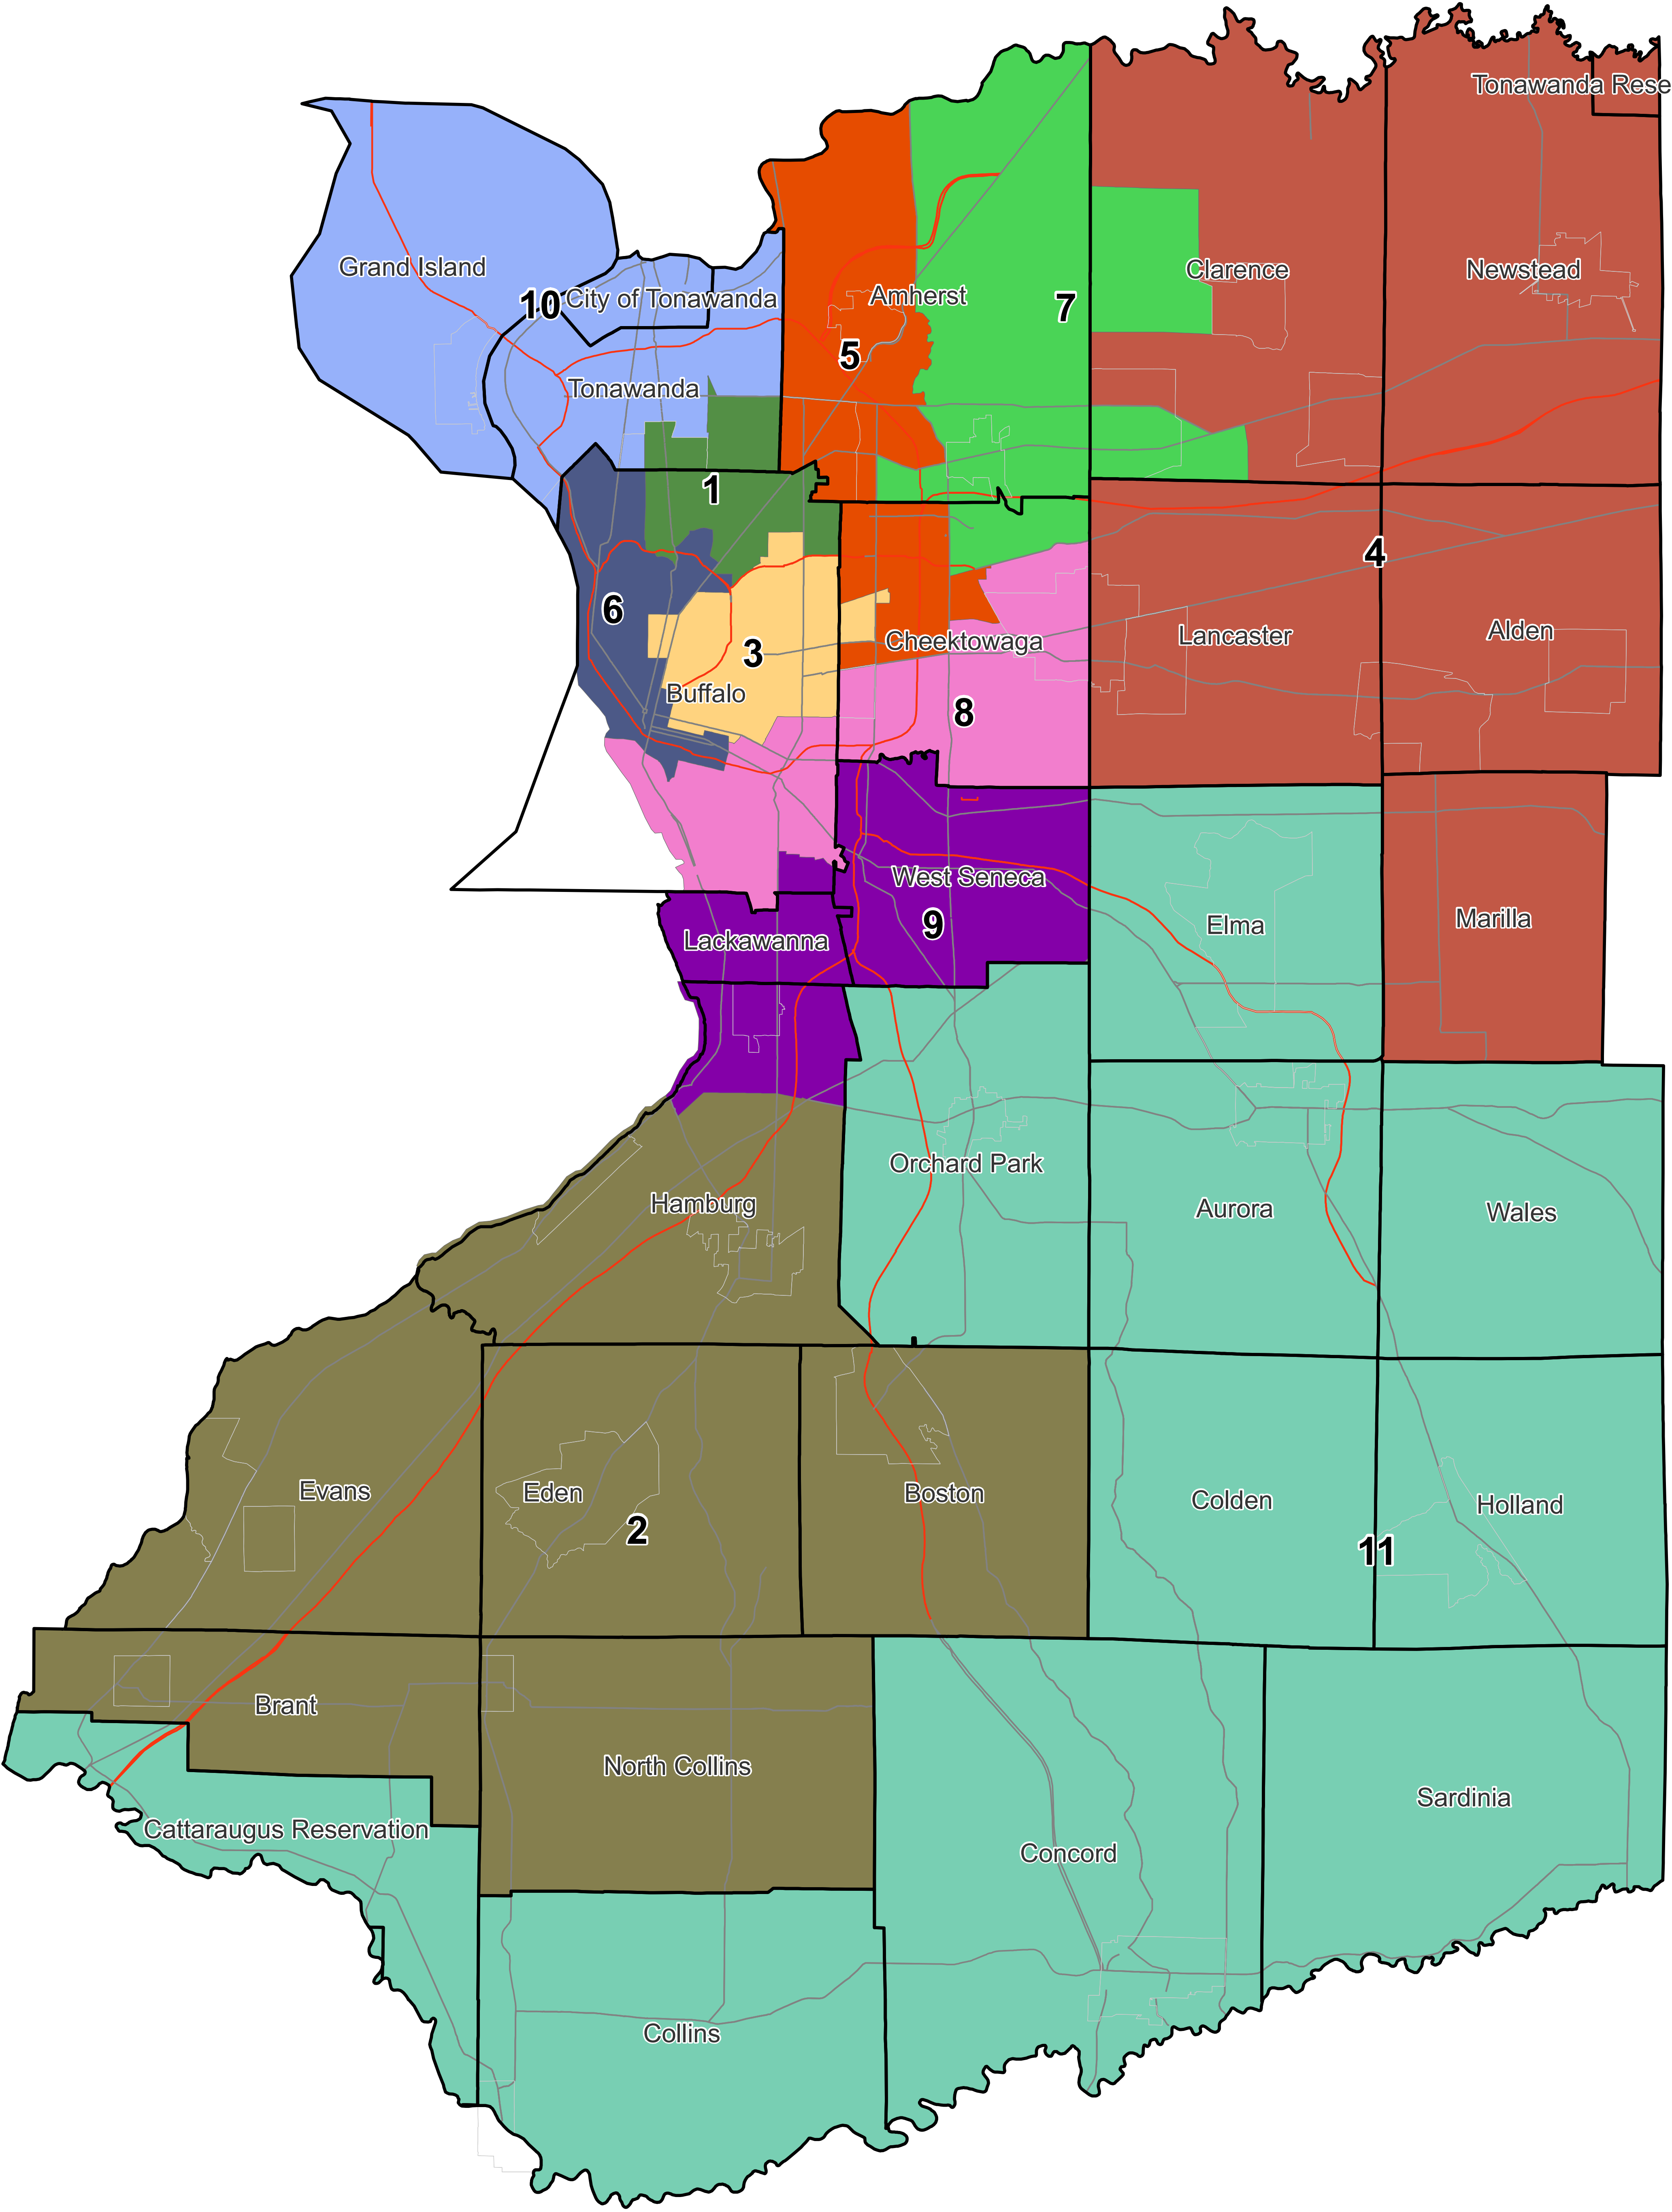 Tonawanda Rese
Grand Island
10
City of Tonawanda
Amherst
7
Clarence
Newstead
5
Tonawanda
1
4
6
3
Cheektowaga
Lancaster
Alden
Buffalo
8
West Seneca
9
Elma
Marilla
Lackawanna
Orchard Park
Hamburg
Aurora
Wales
Evans
Eden
Boston
Colden
Holland
2
11
Brant
North Collins
Sardinia
Cattaraugus Reservation
Concord
Collins